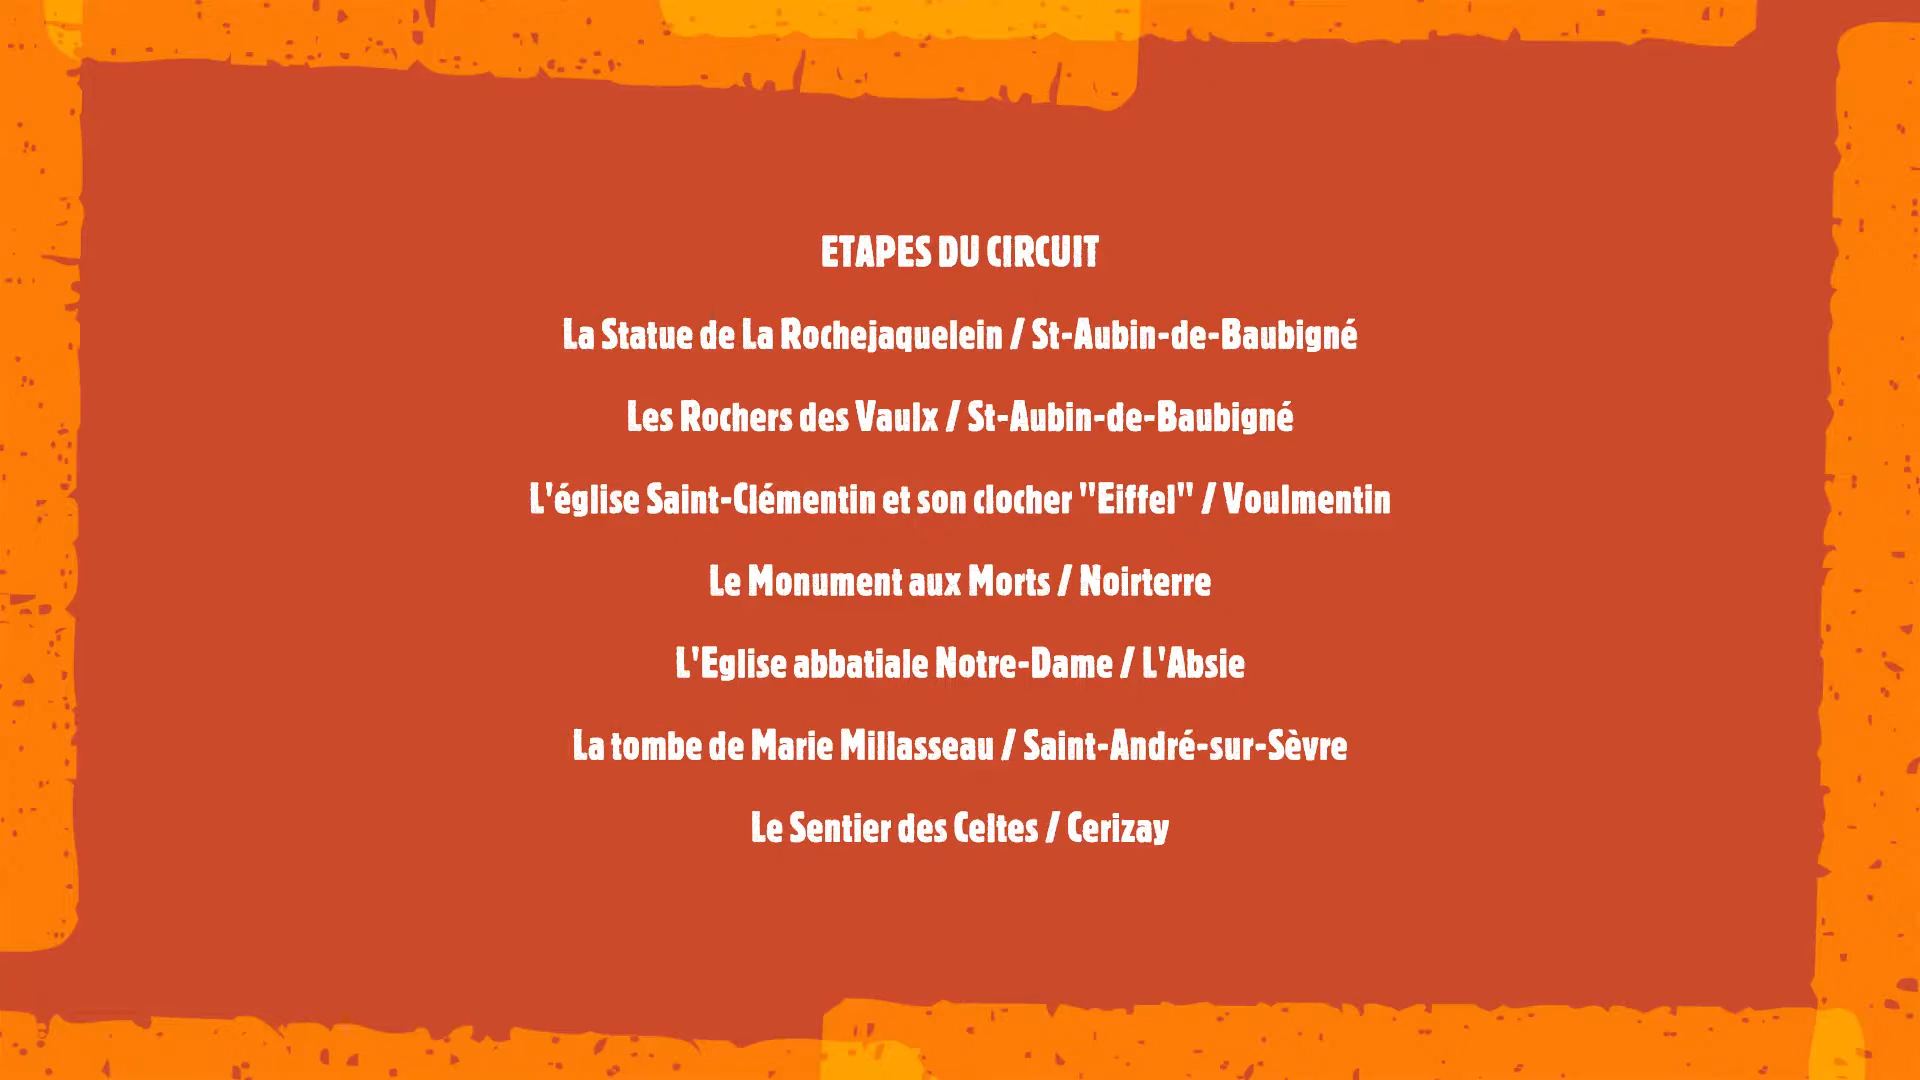 ETAPES DU CIRCUIT
La Statue de La Rochejaquelein / St-Aubin-de-Baubigné
Les Rochers des Vaulx / St-Aubin-de-Baubigné
L'église Saint-Clémentin et son clocher "Eiffel" / Voulmentin
Le Monument aux Morts / Noirterre
L'Eglise abbatiale Notre-Dame / L'Absie
La tombe de Marie Millasseau / Saint-André-sur-Sèvre
Le Sentier des Celtes / Cerizay